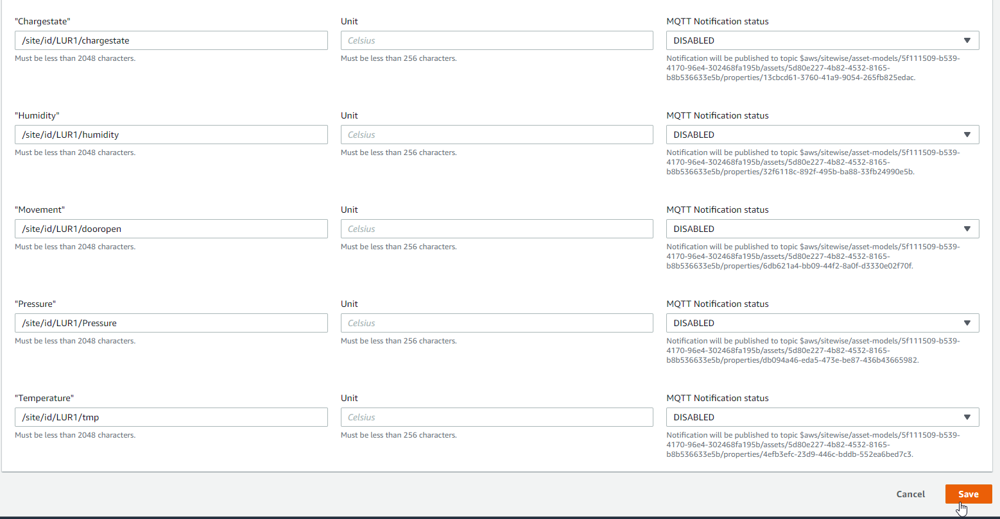 "Chargestate" Unit MQTT Notification status
/site/id/LUR1/chargestate Celsius DISABLED
Must be less than 2048 characters. Must be less than 256 characters. Notification will be published to topic $aws/sitewise/asset-models/5f111509-b539-
4170-96e4-302468fa195b/assets/5d80e227-4b82-4532-8165-
b8b536633e5b/properties/13cbcd61-3760-41a9-9054-265fb825edac.
"Humidity" Unit MQTT Notification status
/site/id/LUR1/humidity Celsius DISABLED
Must be less than 2048 characters. Must be less than 256 characters. Notification will be published to topic $aws/sitewise/asset-models/5f111509-b539-
4170-96e4-302468fa195b/assets/5d80e227-4b82-4532-8165-
b8b536633e5b/properties/32f6118c-892f-495b-ba88-33fb24990e5b.
"Movement" Unit MQTT Notification status
/site/id/LUR1/dooropen Celsius DISABLED
Must be less than 2048 characters. Must be less than 256 characters. Notification will be published to topic $aws/sitewise/asset-models/5f111509-b539-
4170-96e4-302468fa195b/assets/5d80e227-4b82-4532-8165-
b8b536633e5b/properties/6db621a4-bb09-44f2-8a0f-d3330e02f70f.
"Pressure" Unit MQTT Notification status
/site/id/LUR1/Pressure Celsius DISABLED
Must be less than 2048 characters. Must be less than 256 characters. Notification will be published to topic $aws/sitewise/asset-models/5f111509-b539-
4170-96e4-302468fa195b/assets/5d80e227-4b82-4532-8165-
b8b536633e5b/properties/db094a46-eda5-473e-be87-436b43665982.
"Temperature" Unit MQTT Notification status
/site/id/LUR1/tmp Celsius DISABLED
Must be less than 2048 characters. Must be less than 256 characters. Notification will be published to topic $aws/sitewise/asset-models/5f111509-b539-
4170-96e4-302468fa195b/assets/5d80e227-4b82-4532-8165-
b8b536633e5b/properties/4efb3efc-23d9-446c-bddb-552ea6bed7c3.
Cancel Save